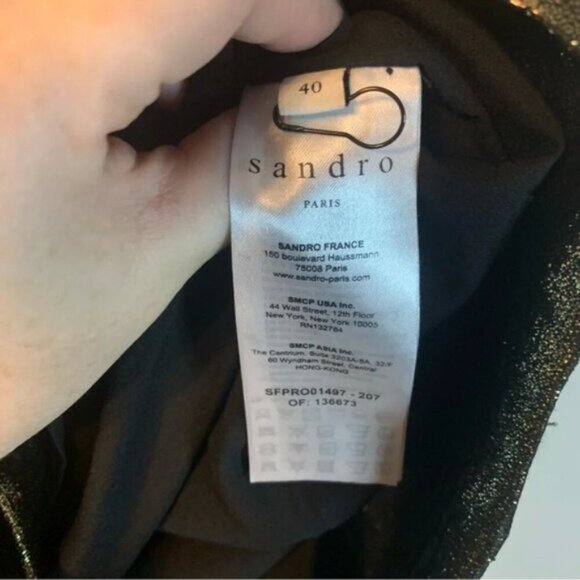 40
sandro
PARIS
SANDRO FRANCE
150 boulevard Haussmann
75008 Paris
www.sandro-paris.com
SMCP USA Inc.
44 Wall Street, 12th Floor
New York, New York 10005
RN132784
SMCP ASIA Inc.
The Centrium, Suite 3203A-5A, 32/F
60 Wyndham Street, Central
HONG-KONG
SFPRO01497 - 207
OF: 136673